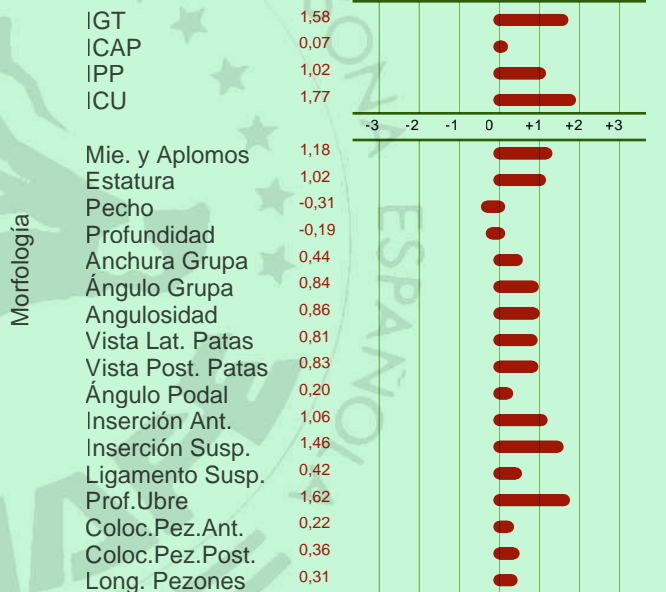 IGT 1,58
ICAP 0,07
IPP 1,02
ICU 1,77
-3 -2 -1 0 +1 +2 +3
Morfología
Mie. y Aplomos 1,18
Estatura 1,02
Pecho -0,31
Profundidad -0,19
Anchura Grupa 0,44
Ángulo Grupa 0,84
Angulosidad 0,86
Vista Lat. Patas 0,81
Vista Post. Patas 0,83
Ángulo Podal 0,20
Inserción Ant. 1,06
Inserción Susp. 1,46
Ligamento Susp. 0,42
Prof.Ubre 1,62
Coloc.Pez.Ant. 0,22
Coloc.Pez.Post. 0,36
Long. Pezones 0,31
ESPAÑOLA